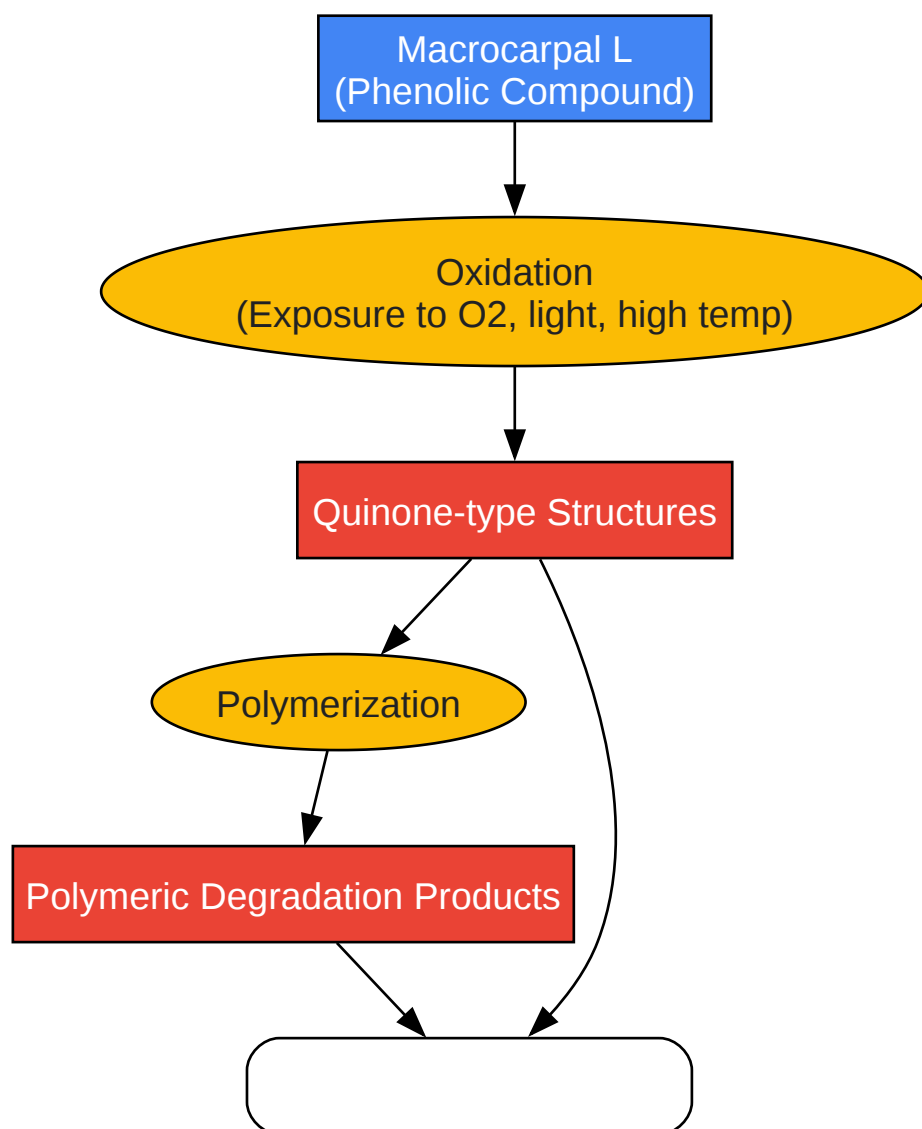 Macrocarpal L
(Phenolic Compound)
Oxidation
(Exposure to O2, light, high temp)
Quinone-type Structures
Polymerization
Polymeric Degradation Products